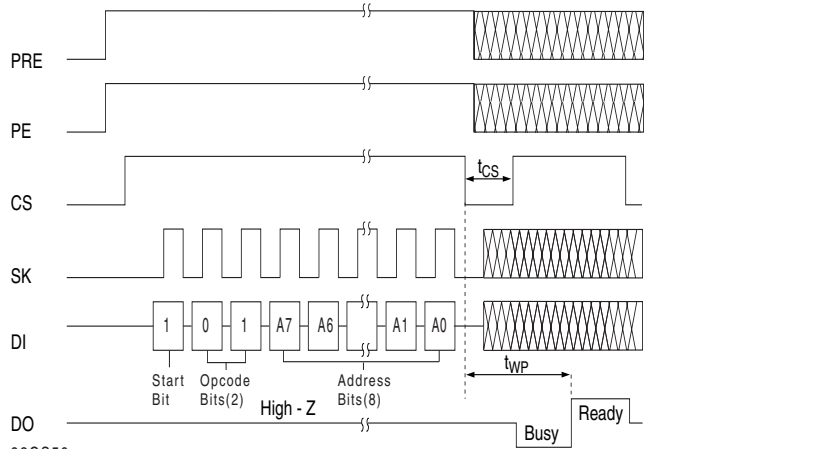 PRE
PE
CS
tCS
SK
DI
1 0 1 A7 A6 A1 A0
Start Bit
Opcode Bits(2)
Address Bits(8)
tWP
High - Z
DO
Busy
Ready